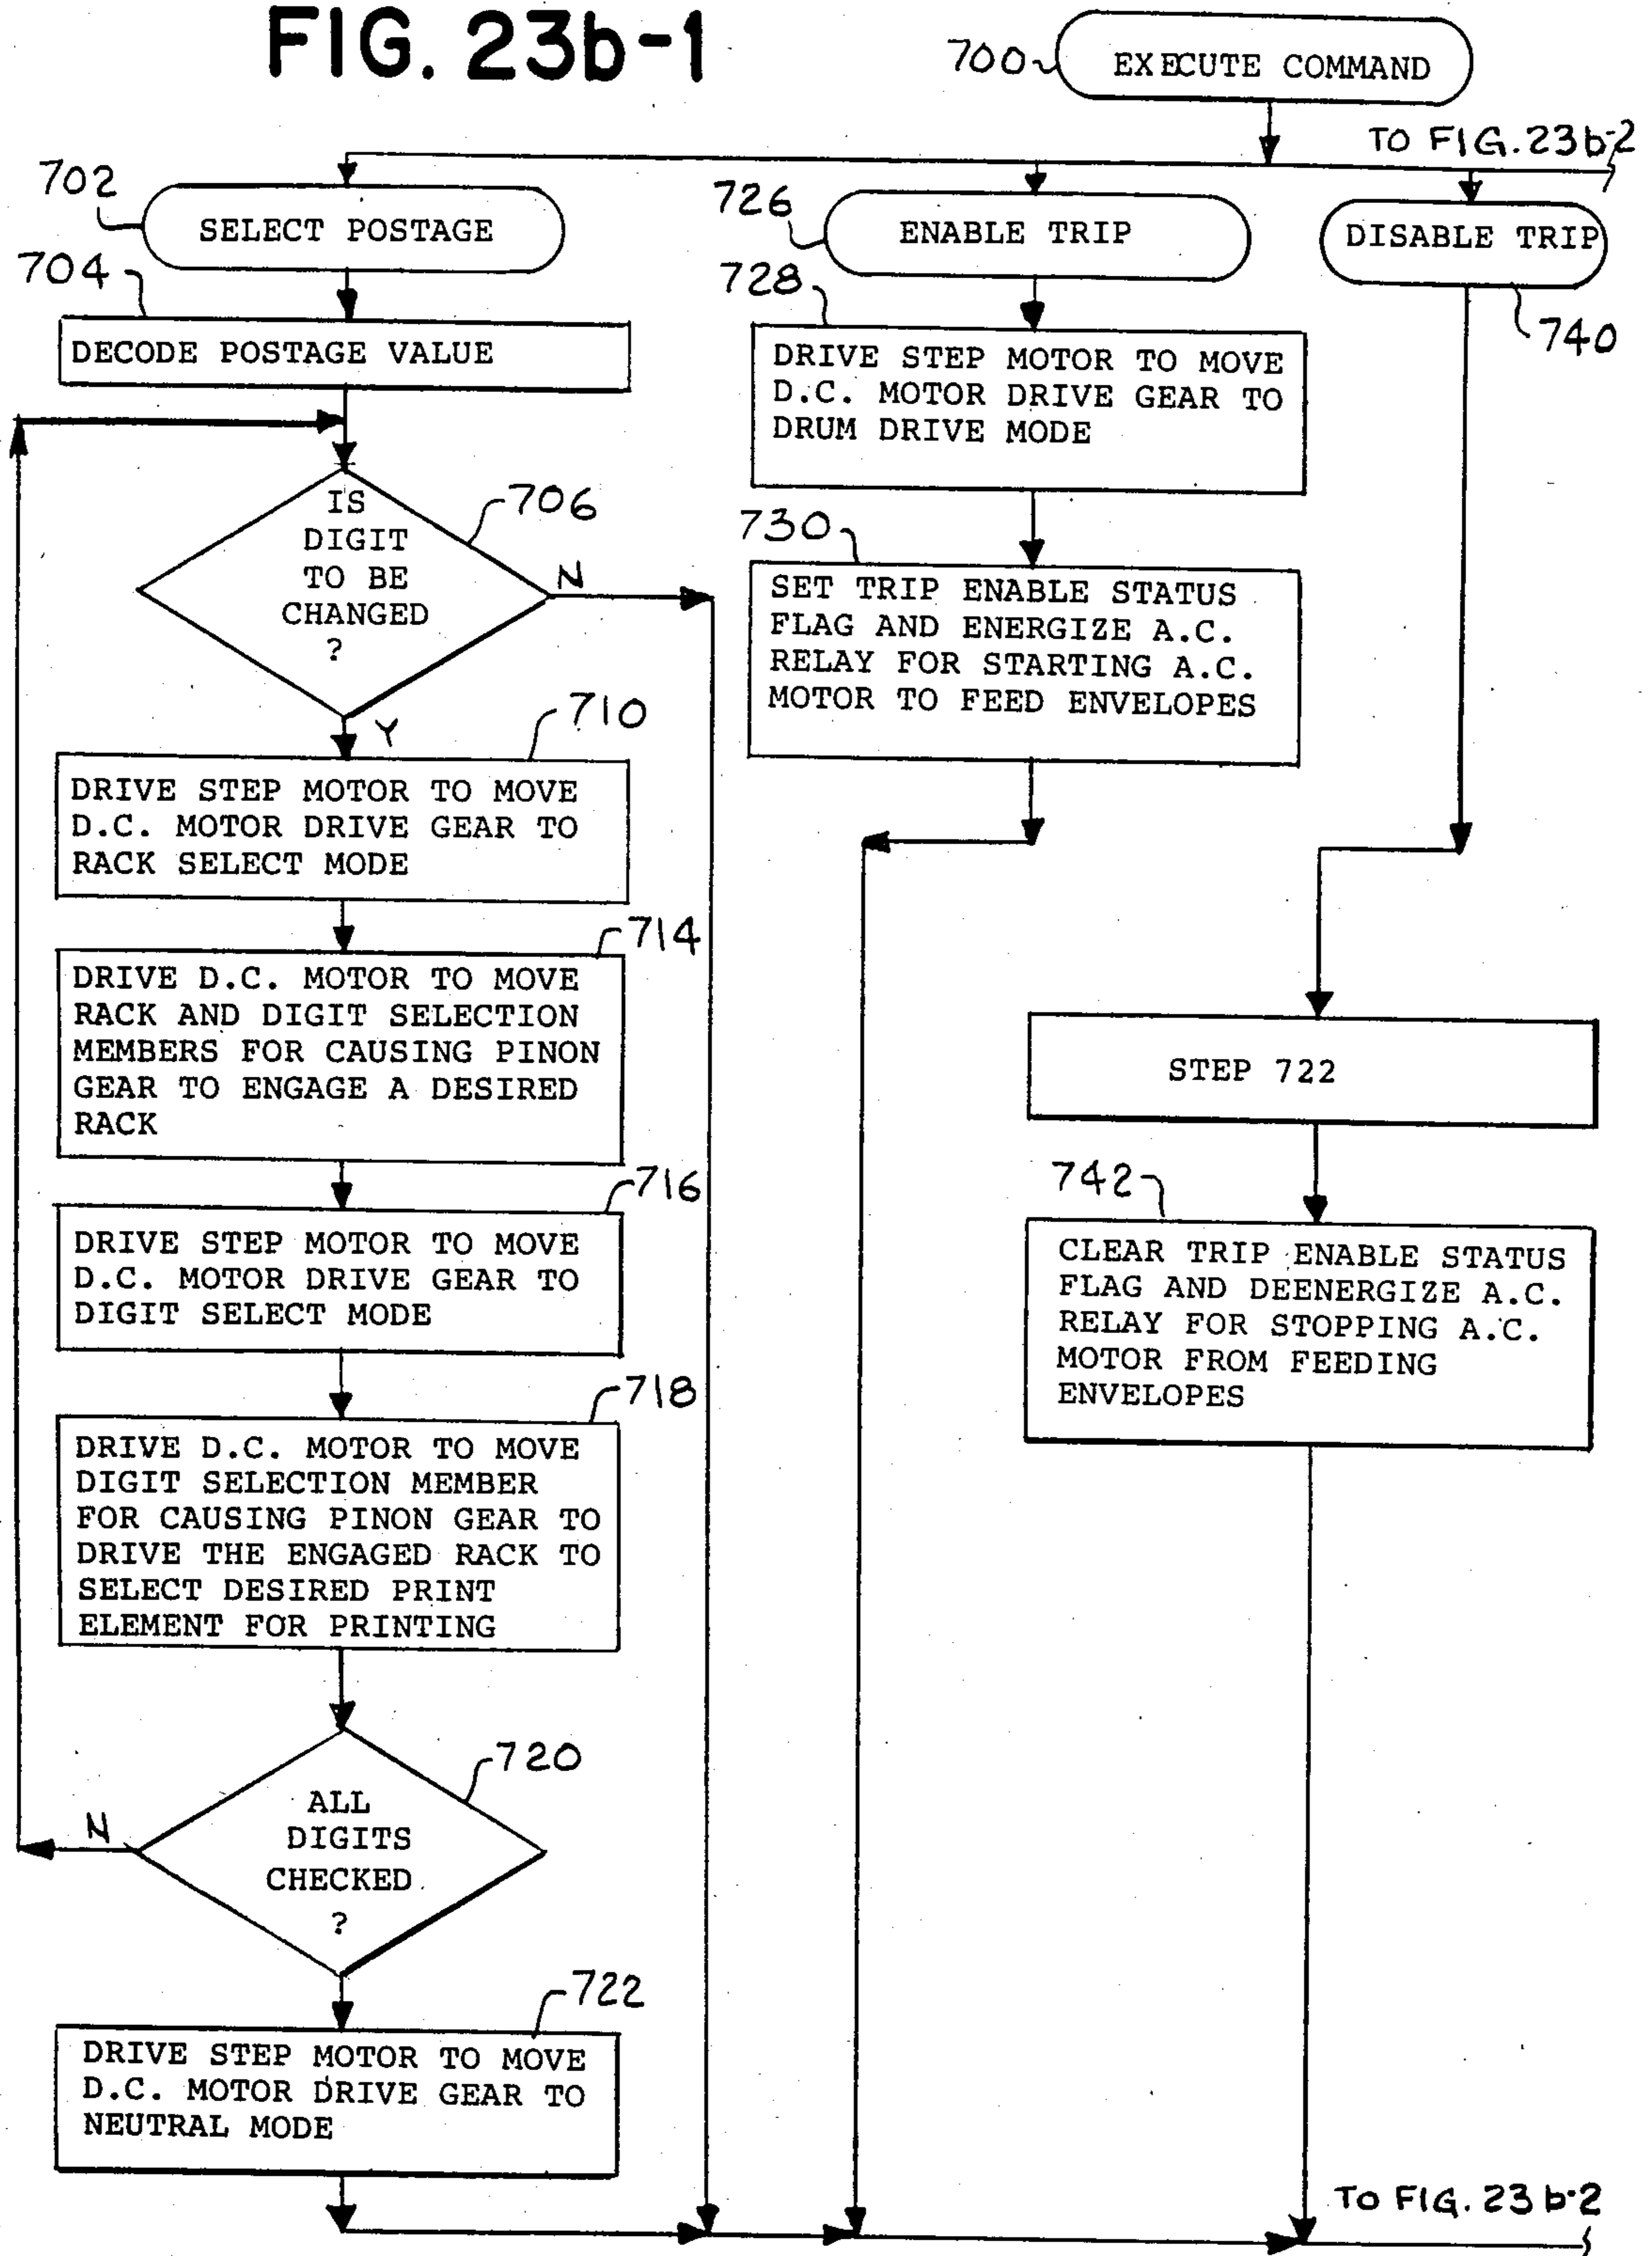 FIG. 23b-1
700
EXECUTE COMMAND
TO FIG. 23b-2
702
SELECT POSTAGE
704
DECODE POSTAGE VALUE
IS
DIGIT
TO BE
CHANGED
?
706
N
Y
710
DRIVE STEP MOTOR TO MOVE
D.C. MOTOR DRIVE GEAR TO
RACK SELECT MODE
714
DRIVE D.C. MOTOR TO MOVE
RACK AND DIGIT SELECTION
MEMBERS FOR CAUSING PINON
GEAR TO ENGAGE A DESIRED
RACK
716
DRIVE STEP MOTOR TO MOVE
D.C. MOTOR DRIVE GEAR TO
DIGIT SELECT MODE
718
DRIVE D.C. MOTOR TO MOVE
DIGIT SELECTION MEMBER
FOR CAUSING PINON GEAR TO
DRIVE THE ENGAGED RACK TO
SELECT DESIRED PRINT
ELEMENT FOR PRINTING
720
N
ALL
DIGITS
CHECKED
?
722
DRIVE STEP MOTOR TO MOVE
D.C. MOTOR DRIVE GEAR TO
NEUTRAL MODE
726
ENABLE TRIP
728
DRIVE STEP MOTOR TO MOVE
D.C. MOTOR DRIVE GEAR TO
DRUM DRIVE MODE
730
SET TRIP ENABLE STATUS
FLAG AND ENERGIZE A.C.
RELAY FOR STARTING A.C.
MOTOR TO FEED ENVELOPES
DISABLE TRIP
740
STEP 722
742
CLEAR TRIP ENABLE STATUS
FLAG AND DEENERGIZE A.C.
RELAY FOR STOPPING A.C.
MOTOR FROM FEEDING
ENVELOPES
TO FIG. 23b-2